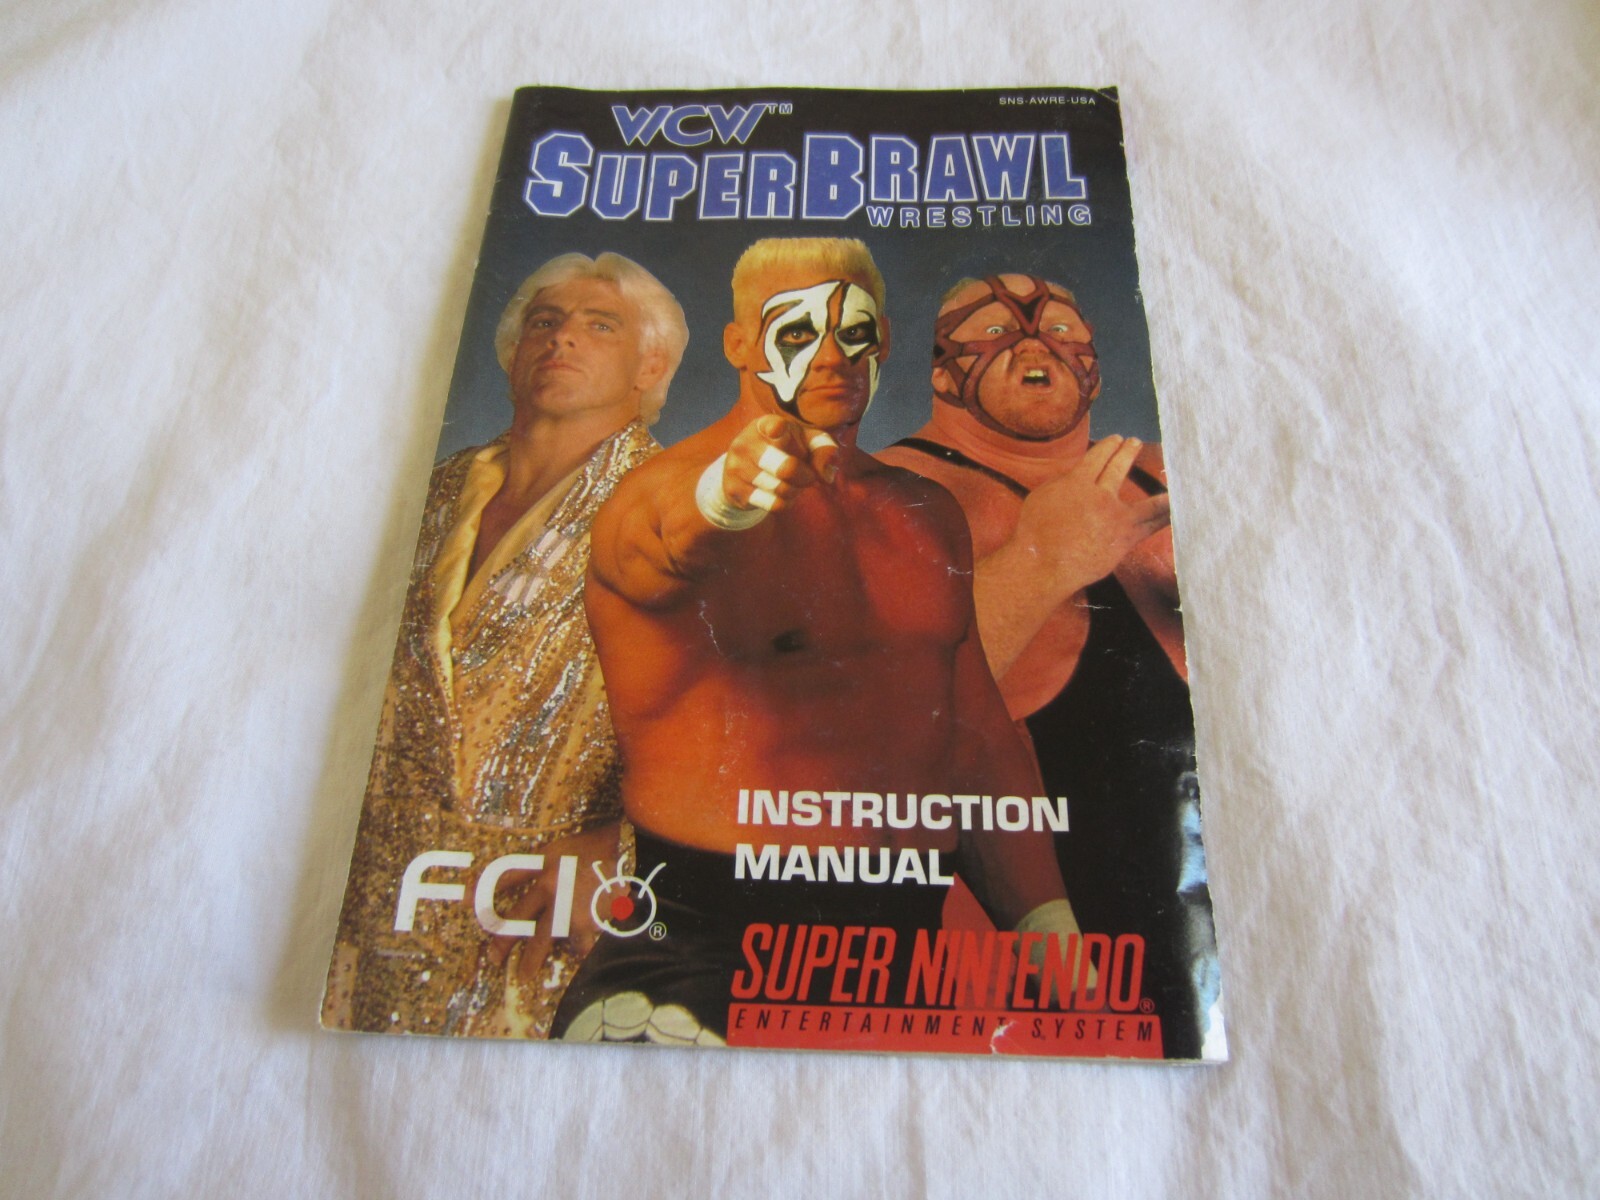 SNS-AWRE-USA
WCW™
SUPERBRAWL
WRESTLING
INSTRUCTION
MANUAL
FCI®
SUPER NINTENDO®
ENTERTAINMENT SYSTEM